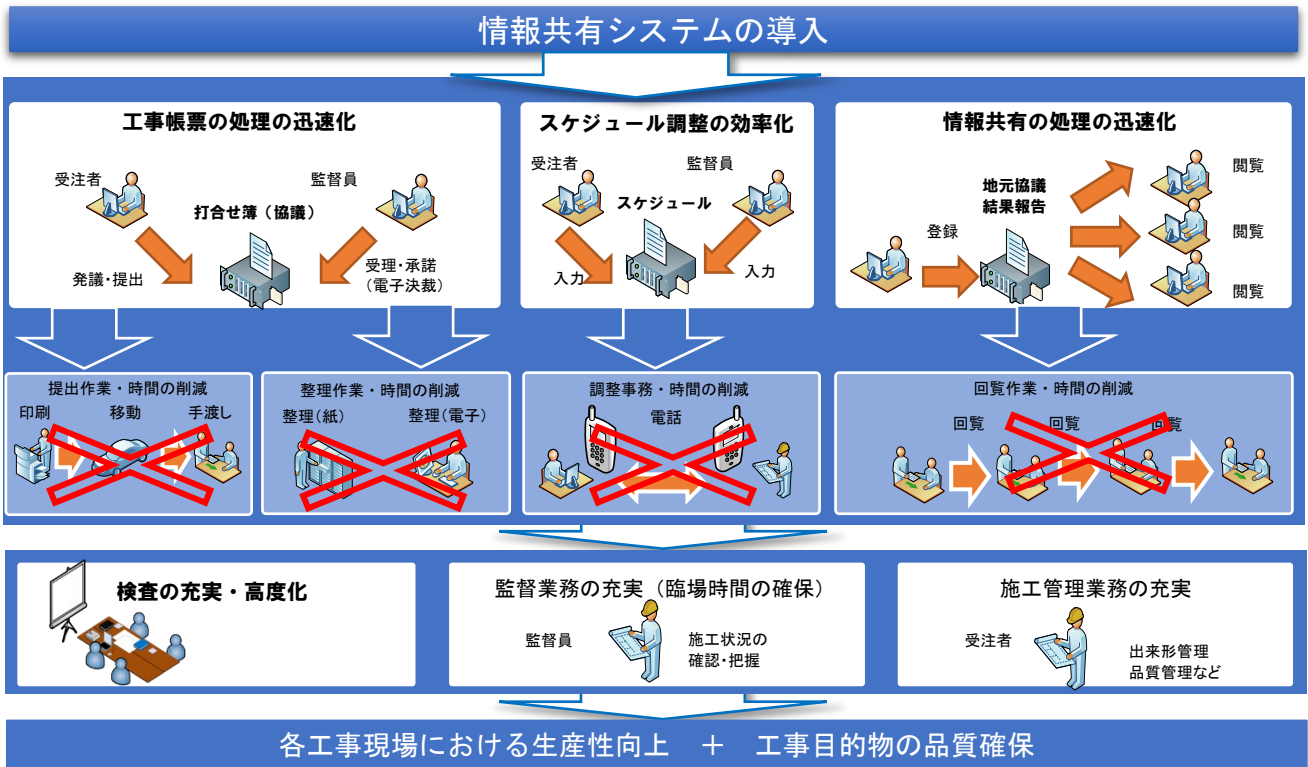 情報共有システムの導入
工事帳票の処理の迅速化
受注者
監督員
打合せ簿（協議）
発議・提出
受理・承諾
（電子決裁）
スケジュール調整の効率化
受注者
監督員
スケジュール
入力
入力
情報共有の処理の迅速化
地元協議
結果報告
登録
閲覧
閲覧
閲覧
提出作業・時間の削減
印刷
移動
手渡し
整理作業・時間の削減
整理（紙）
整理（電子）
調整事務・時間の削減
電話
回覧作業・時間の削減
回覧
回覧
回覧
検査の充実・高度化
監督業務の充実（臨場時間の確保）
監督員
施工状況の
確認・把握
施工管理業務の充実
受注者
出来形管理
品質管理など
各工事現場における生産性向上　＋　工事目的物の品質確保